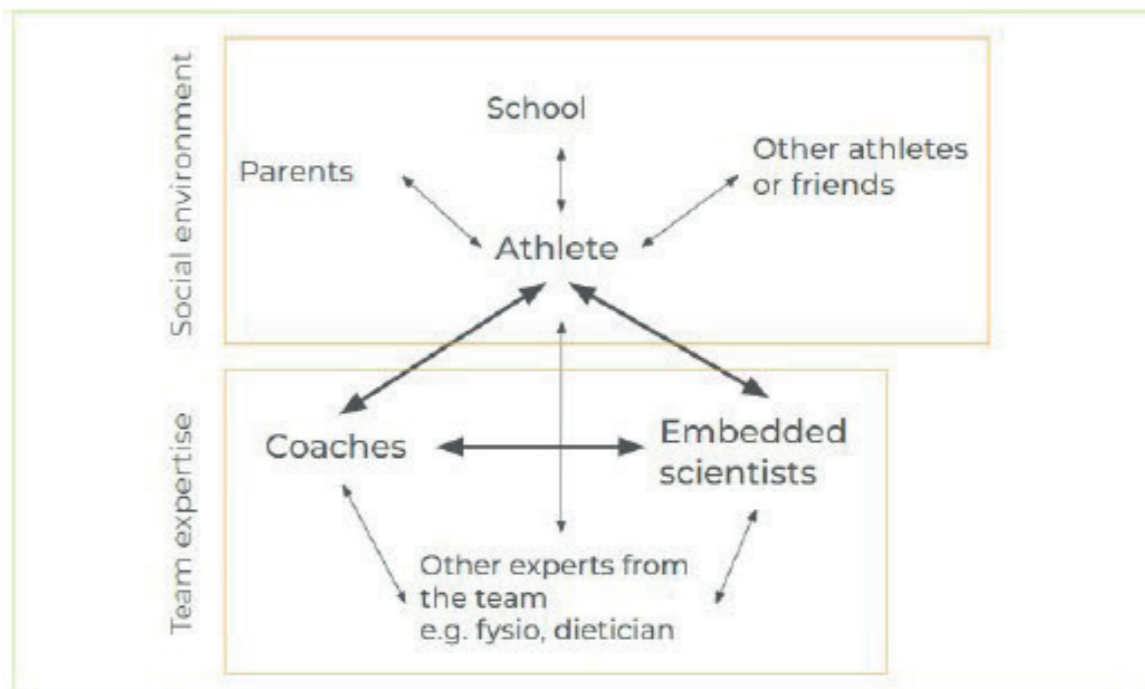 Social environment
School
Parents
Other athletes
or friends
Athlete
Team expertise
Coaches
Embedded
scientists
Other experts from
the team
e.g. fysio, dietician